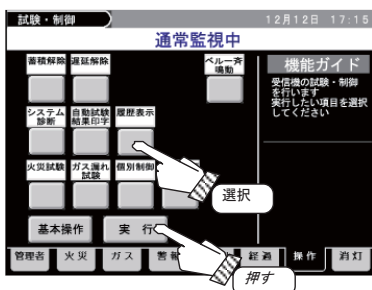 試験・制御
12月12日 17:15
通常監視中
蓄積解除
遅延解除
ベル一斉
鳴動
機能ガイド
受信機の試験・制御
を行います
実行したい項目を選択
してください
システム
診断
自動試験
結果印字
履歴表示
火災試験
ガス漏れ
試験
個別制御
選択
基本操作
実 行
管理者
火 災
ガ ス
警 報
経 過
操 作
消 灯
押す